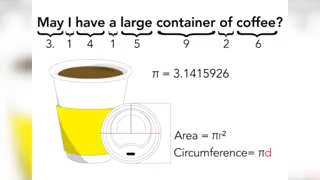 May I have a large container of coffee?
3. 1 4 1 5 9 2 6
π = 3.1415926
Area = πr²
Circumference= πd